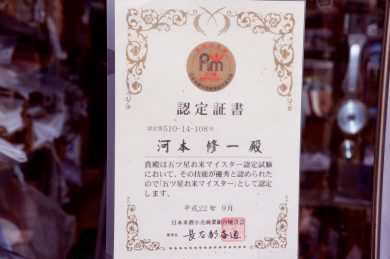 認定証書
認定第510-14-108号
河本 修一 殿
貴殿は五ツ星お米マイスター認定試験
において、その技能が優秀と認められた
ので「五ツ星お米マイスター」として認定
します。
平成22年 9月
日本米穀小売商業組合連合会
理事長